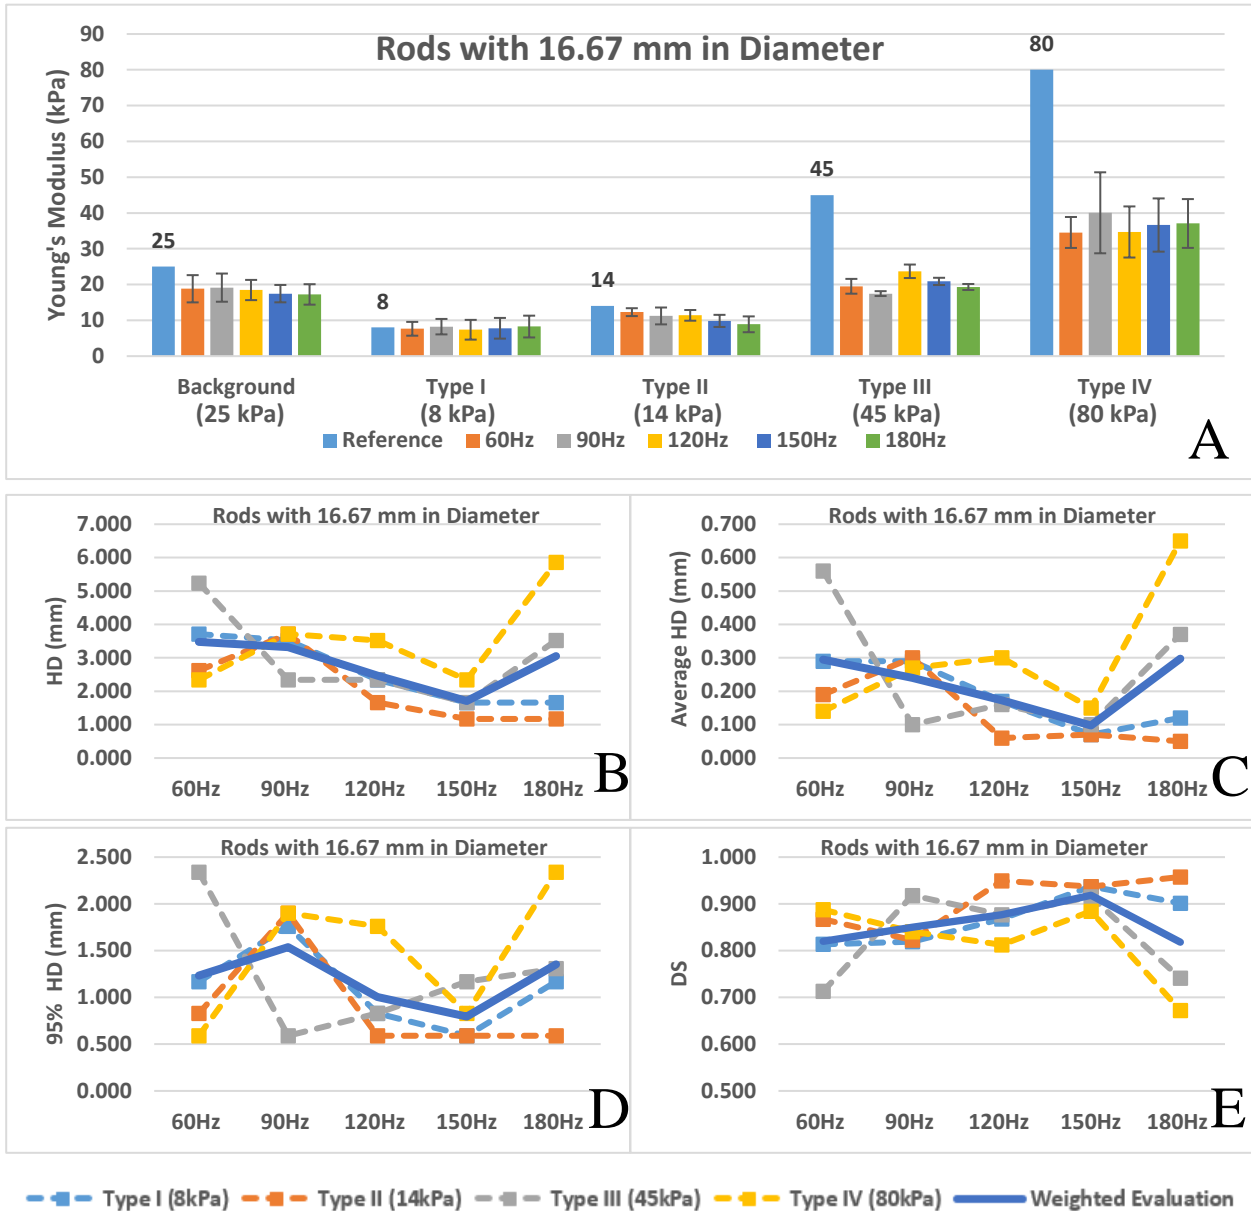 Rods with 16.67 mm in Diameter
Young's Modulus (kPa)
90
80
70
60
50
40
30
20
10
0
25
8
14
45
80
Background Type I Type II Type III Type IV
(25 kPa) (8 kPa) (14 kPa) (45 kPa) (80 kPa)
Reference 60Hz 90Hz 120Hz 150Hz 180Hz
A
Rods with 16.67 mm in Diameter
HD (mm)
7.000
6.000
5.000
4.000
3.000
2.000
1.000
0.000
60Hz 90Hz 120Hz 150Hz 180Hz
B
Rods with 16.67 mm in Diameter
Average HD (mm)
0.700
0.600
0.500
0.400
0.300
0.200
0.100
0.000
60Hz 90Hz 120Hz 150Hz 180Hz
C
Rods with 16.67 mm in Diameter
95% HD (mm)
2.500
2.000
1.500
1.000
0.500
0.000
60Hz 90Hz 120Hz 150Hz 180Hz
D
Rods with 16.67 mm in Diameter
DS
1.000
0.900
0.800
0.700
0.600
0.500
60Hz 90Hz 120Hz 150Hz 180Hz
E
Type I (8kPa) Type II (14kPa) Type III (45kPa) Type IV (80kPa) Weighted Evaluation